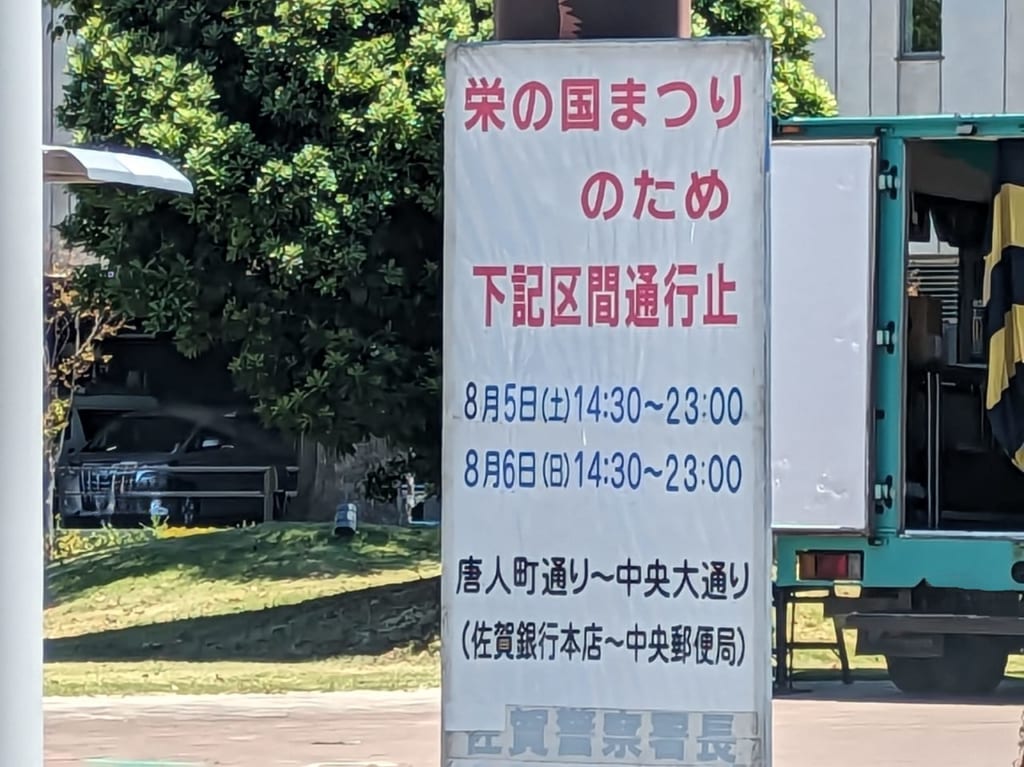 栄の国まつり
のため
下記区間通行止
8月5日(土)14:30～23:00
8月6日(日)14:30～23:00
唐人町通り～中央大通り
(佐賀銀行本店～中央郵便局)
佐賀警察署長